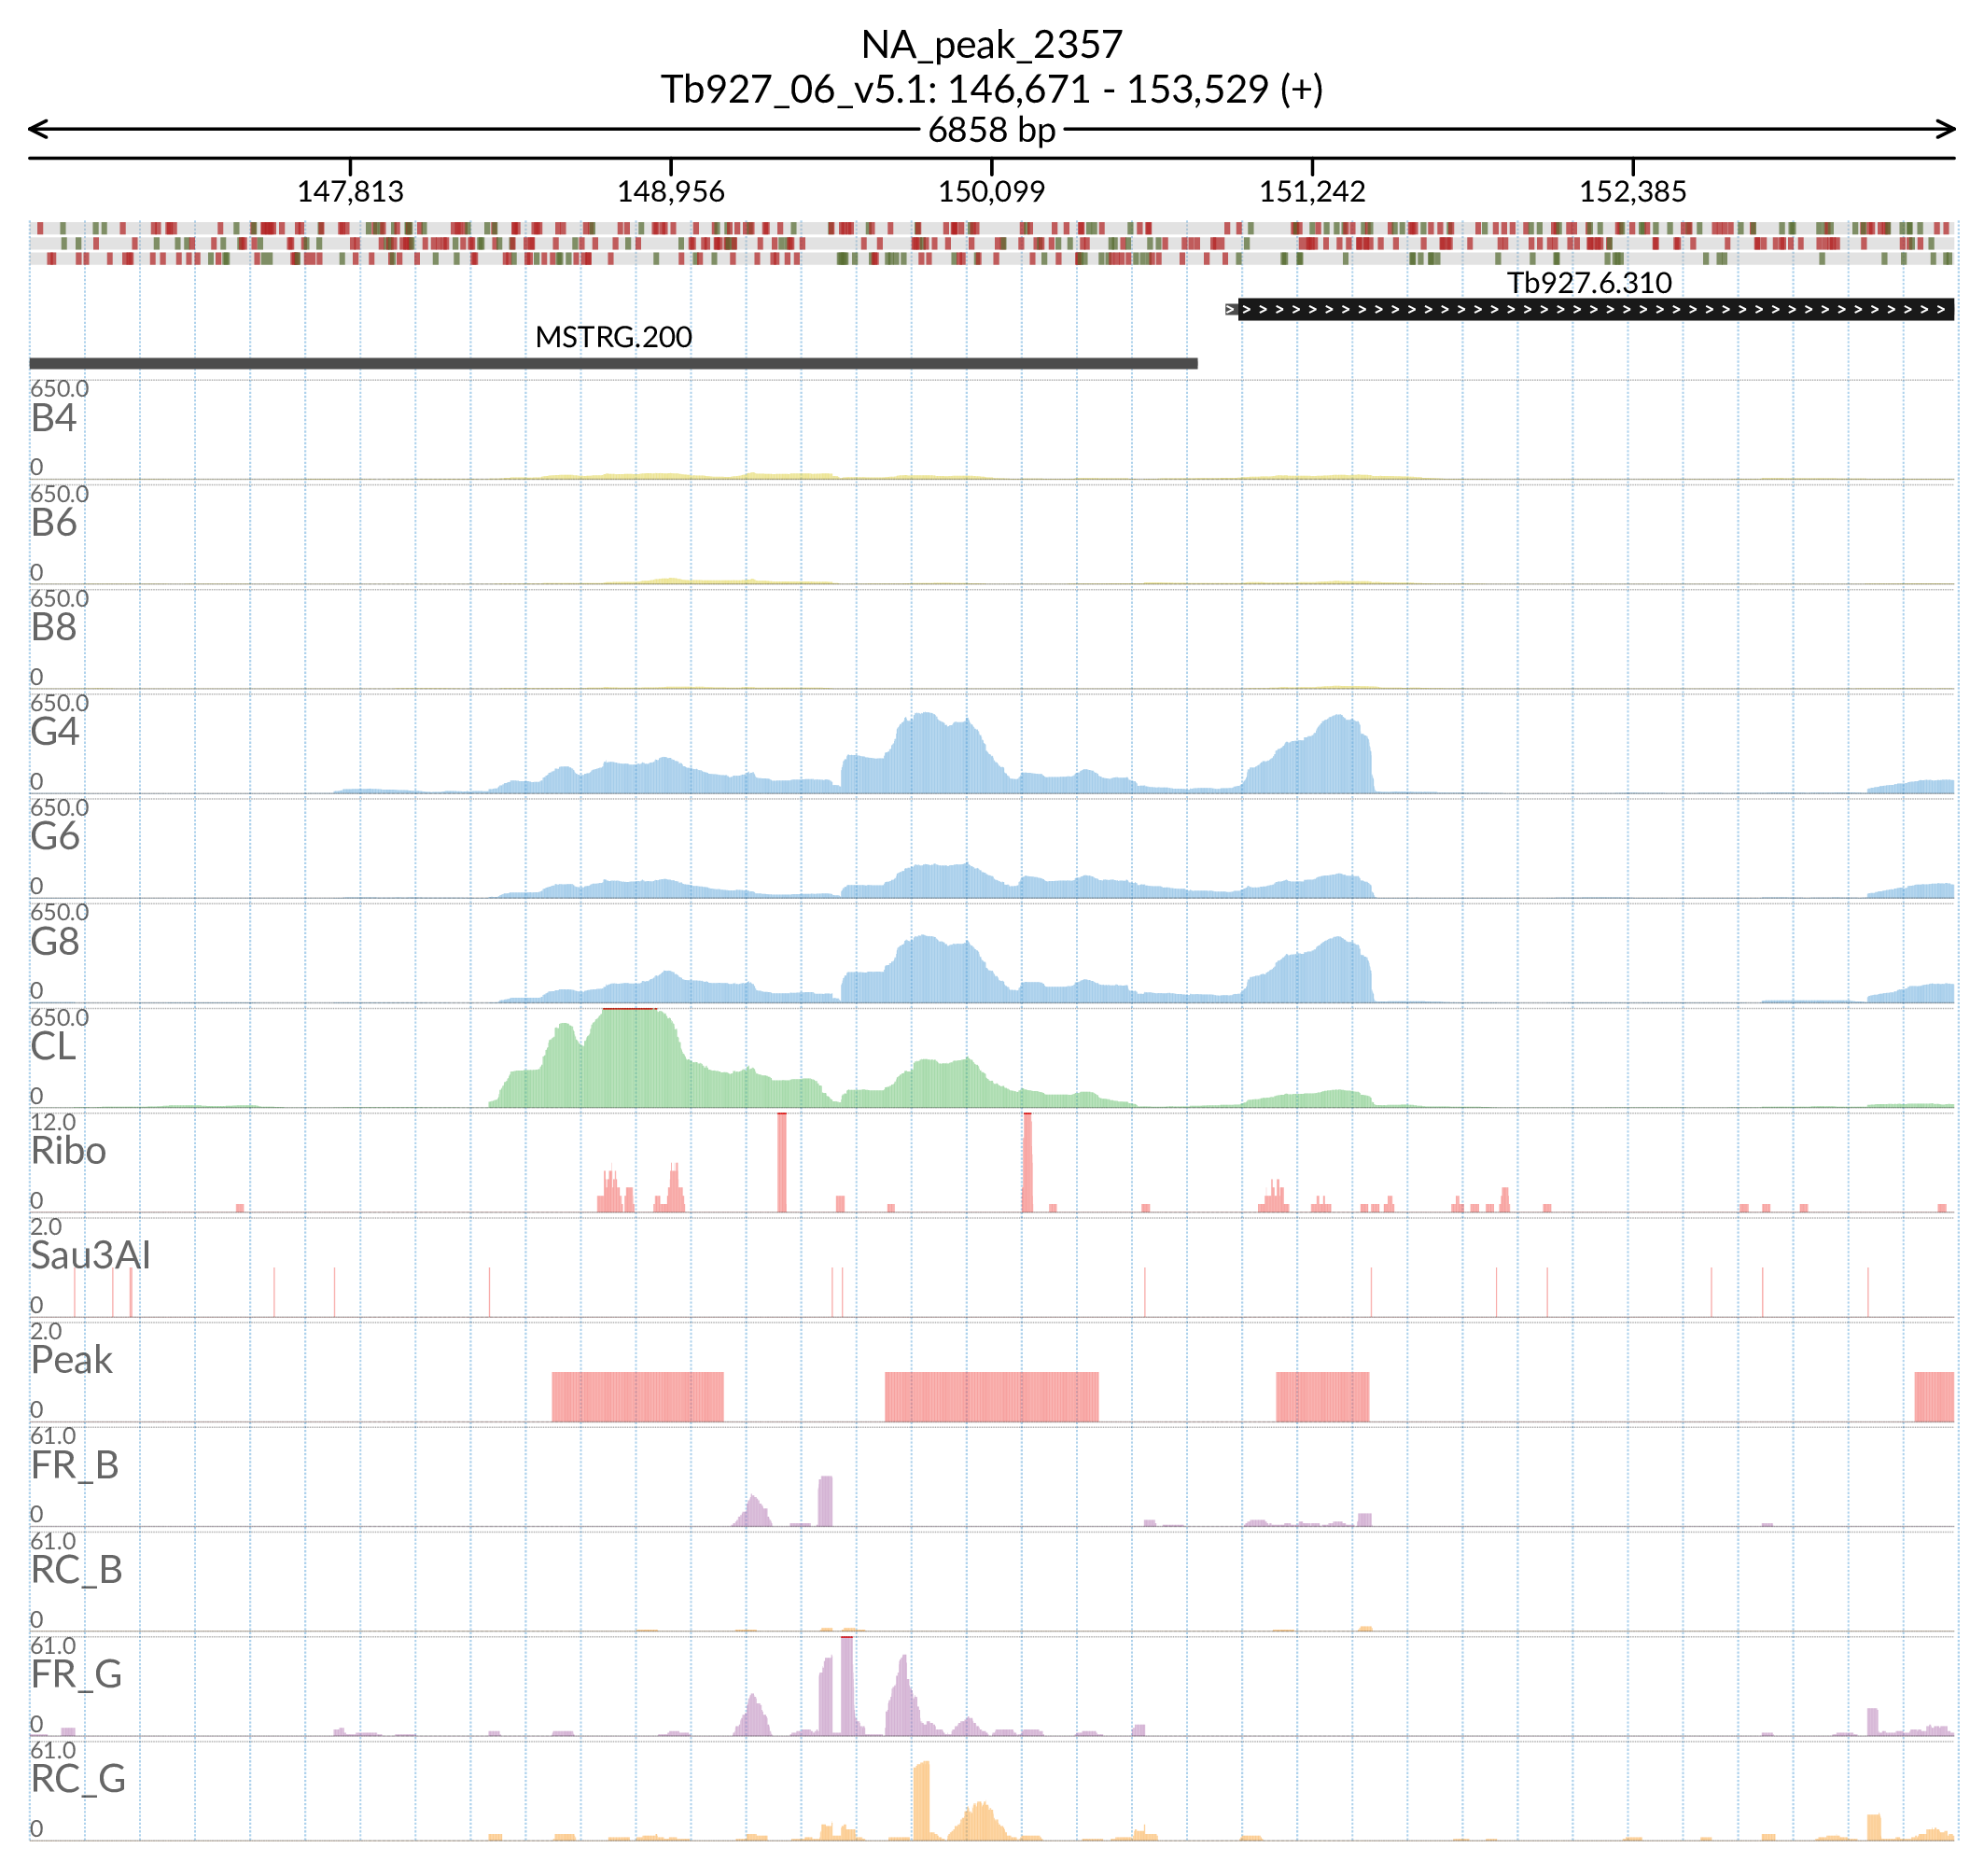 NA_peak_2357
Tb927_06_v5.1: 146,671 - 153,529 (+)
6858 bp
147,813 148,956 150,099 151,242 152,385
Tb927.6.310
MSTRG.200
650.0
B4
0
650.0
B6
0
650.0
B8
0
650.0
G4
0
650.0
G6
0
650.0
G8
0
650.0
CL
0
12.0
Ribo
0
2.0
Sau3AI
0
2.0
Peak
0
61.0
FR_B
0
61.0
RC_B
0
61.0
FR_G
0
61.0
RC_G
0